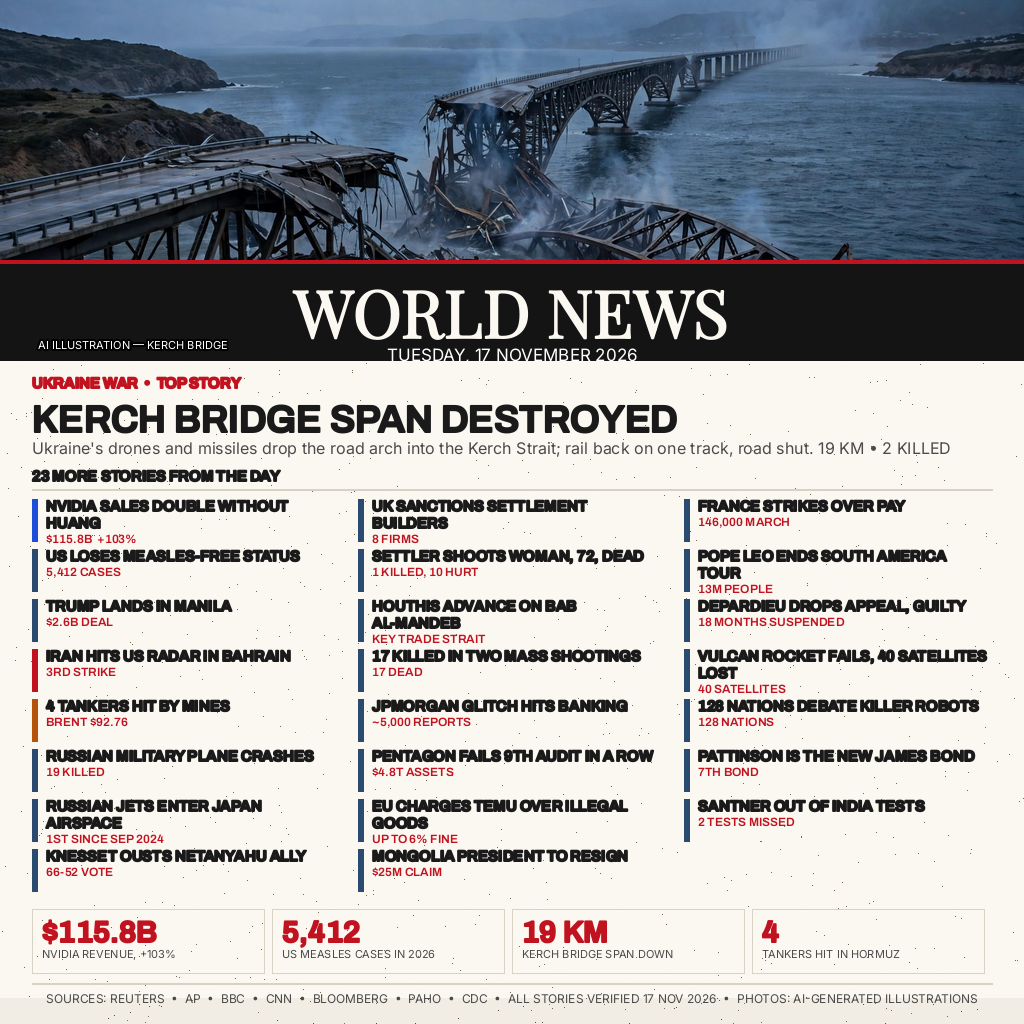 WORLD NEWS
AI ILLUSTRATION — KERCH BRIDGE
TUESDAY, 17 NOVEMBER 2026
UKRAINE WAR • TOP STORY
KERCH BRIDGE SPAN DESTROYED
Ukraine's drones and missiles drop the road arch into the Kerch Strait; rail back on one track, road shut. 19 KM • 2 KILLED
23 MORE STORIES FROM THE DAY
NVIDIA SALES DOUBLE WITHOUT
HUANG
$115.8B +103%
US LOSES MEASLES-FREE STATUS
5,412 CASES
TRUMP LANDS IN MANILA
$2.6B DEAL
IRAN HITS US RADAR IN BAHRAIN
3RD STRIKE
4 TANKERS HIT BY MINES
BRENT $92.76
RUSSIAN MILITARY PLANE CRASHES
19 KILLED
RUSSIAN JETS ENTER JAPAN
AIRSPACE
1ST SINCE SEP 2024
KNESSET OUSTS NETANYAHU ALLY
66-52 VOTE
UK SANCTIONS SETTLEMENT
BUILDERS
8 FIRMS
SETTLER SHOOTS WOMAN, 72, DEAD
1 KILLED, 10 HURT
HOUTHIS ADVANCE ON BAB
AL-MANDEB
KEY TRADE STRAIT
17 KILLED IN TWO MASS SHOOTINGS
17 DEAD
JPMORGAN GLITCH HITS BANKING
~5,000 REPORTS
PENTAGON FAILS 9TH AUDIT IN A ROW
$4.8T ASSETS
EU CHARGES TEMU OVER ILLEGAL
GOODS
UP TO 6% FINE
MONGOLIA PRESIDENT TO RESIGN
$25M CLAIM
FRANCE STRIKES OVER PAY
146,000 MARCH
POPE LEO ENDS SOUTH AMERICA
TOUR
13M PEOPLE
DEPARDIEU DROPS APPEAL, GUILTY
18 MONTHS SUSPENDED
VULCAN ROCKET FAILS, 40 SATELLITES
LOST
40 SATELLITES
128 NATIONS DEBATE KILLER ROBOTS
128 NATIONS
PATTINSON IS THE NEW JAMES BOND
7TH BOND
SANTNER OUT OF INDIA TESTS
2 TESTS MISSED
$115.8B
NVIDIA REVENUE, +103%
5,412
US MEASLES CASES IN 2026
19 KM
KERCH BRIDGE SPAN DOWN
4
TANKERS HIT IN HORMUZ
SOURCES: REUTERS • AP • BBC • CNN • BLOOMBERG • PAHO • CDC • ALL STORIES VERIFIED 17 NOV 2026 • PHOTOS: AI-GENERATED ILLUSTRATIONS